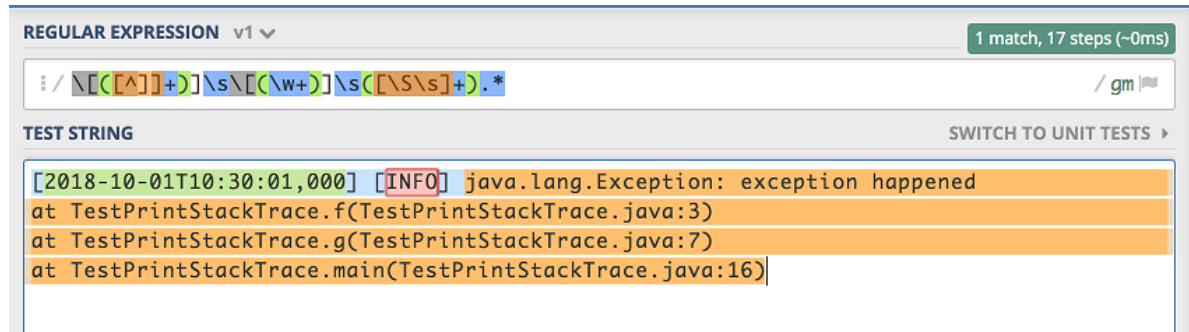 REGULAR EXPRESSION v1
1 match, 17 steps (~0ms)
/ \[([^]]+)]\s\[(\w+)]\s([\S\s]+).* / gm
TEST STRING SWITCH TO UNIT TESTS
[2018-10-01T10:30:01,000] [INFO] java.lang.Exception: exception happened
at TestPrintStackTrace.f(TestPrintStackTrace.java:3)
at TestPrintStackTrace.g(TestPrintStackTrace.java:7)
at TestPrintStackTrace.main(TestPrintStackTrace.java:16)